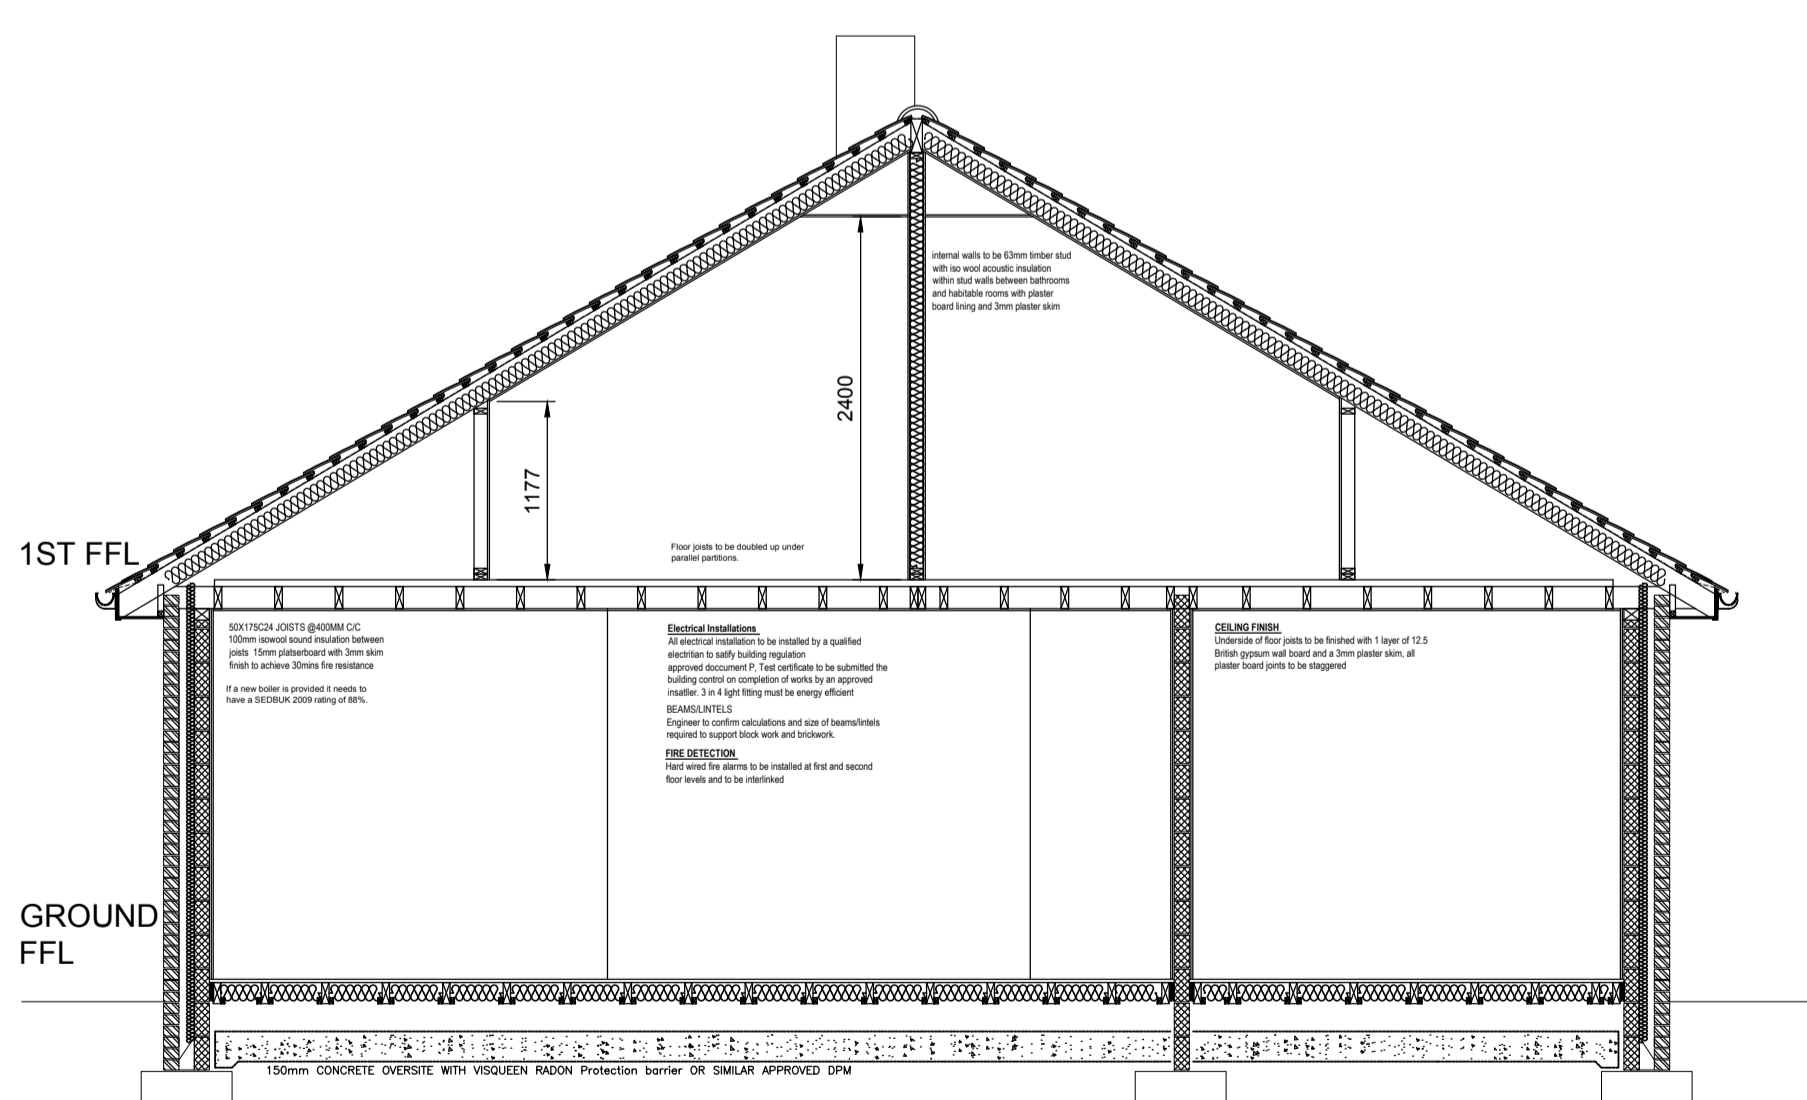 internal walls to be 63mm timber stud
with iso wool acoustic insulation
within stud walls between bathrooms
and habitable rooms with plaster
board lining and 3mm plaster skim
2400
1177
1ST FFL
Floor joists to be doubled up under
parallel partitions.
50X175C24 JOISTS @400MM C/C
100mm isowool sound insulation between
joists 15mm platserboard with 3mm skim
finish to achieve 30mins fire resistance
If a new boiler is provided it needs to
have a SEDBUK 2009 rating of 88%.
Electrical Installations
All electrical installation to be installed by a qualified
electritian to satify building regulation
approved doccument P, Test certificate to be submitted the
building control on completion of works by an approved
insatller. 3 in 4 light fitting must be energy efficient
BEAMS/LINTELS
Engineer to confirm calculations and size of beams/lintels
required to support block work and brickwork.
FIRE DETECTION
Hard wired fire alarms to be installed at first and second
floor levels and to be interlinked
CEILING FINISH
Underside of floor joists to be finished with 1 layer of 12.5
British gypsum wall board and a 3mm plaster skim, all
plaster board joints to be staggered
GROUND
FFL
150mm CONCRETE OVERSITE WITH VISQUEEN RADON Protection barrier OR SIMILAR APPROVED DPM